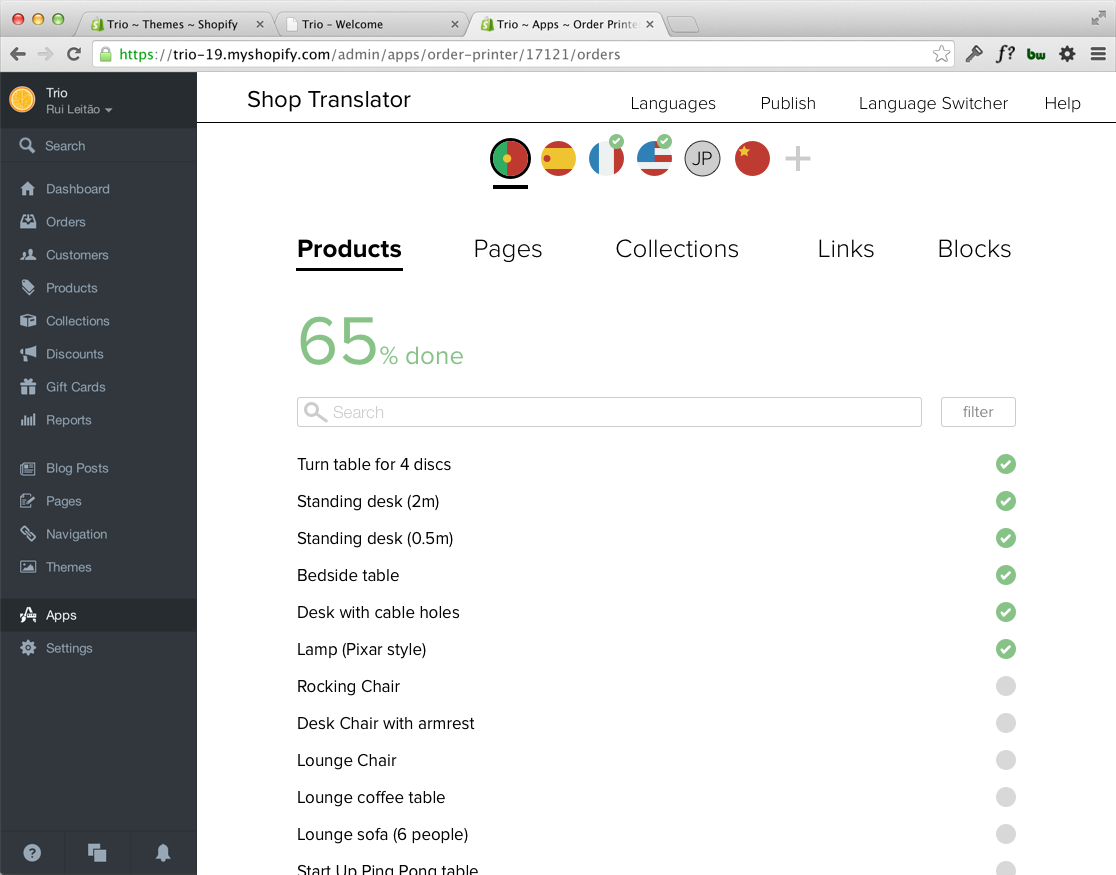 Trio ~ Themes ~ Shopify
Trio – Welcome
Trio ~ Apps ~ Order Printe
https://trio-19.myshopify.com/admin/apps/order-printer/17121/orders
f?
bw
Trio
Rui Leitão
Search
Dashboard
Orders
Customers
Products
Collections
Discounts
Gift Cards
Reports
Blog Posts
Pages
Navigation
Themes
Apps
Settings
?
Shop Translator
Languages
Publish
Language Switcher
Help
JP
Products
Pages
Collections
Links
Blocks
65% done
Search
filter
Turn table for 4 discs
Standing desk (2m)
Standing desk (0.5m)
Bedside table
Desk with cable holes
Lamp (Pixar style)
Rocking Chair
Desk Chair with armrest
Lounge Chair
Lounge coffee table
Lounge sofa (6 people)
Start Up Ping Pong table